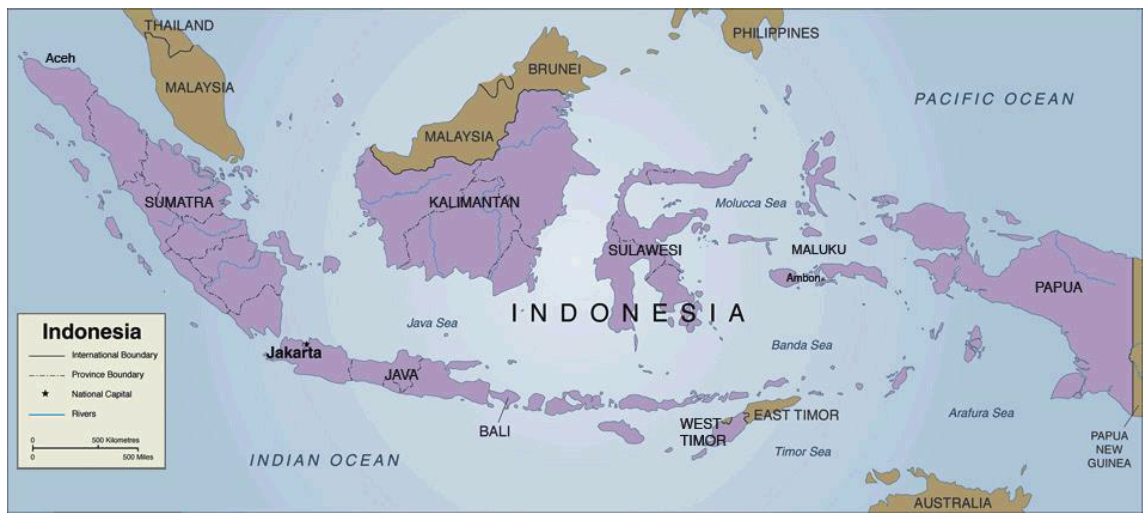 THAILAND
PHILIPPINES
Aceh
BRUNEI
MALAYSIA
PACIFIC OCEAN
MALAYSIA
SUMATRA
KALIMANTAN
Molucca Sea
SULAWESI
MALUKU
Ambon
PAPUA
INDONESIA
Java Sea
Banda Sea
Jakarta
JAVA
BALI
WEST
TIMOR
EAST TIMOR
Arafura Sea
Timor Sea
PAPUA
NEW
GUINEA
INDIAN OCEAN
AUSTRALIA
Indonesia
International Boundary
Province Boundary
National Capital
Rivers
0 500 Kilometres
0 500 Miles